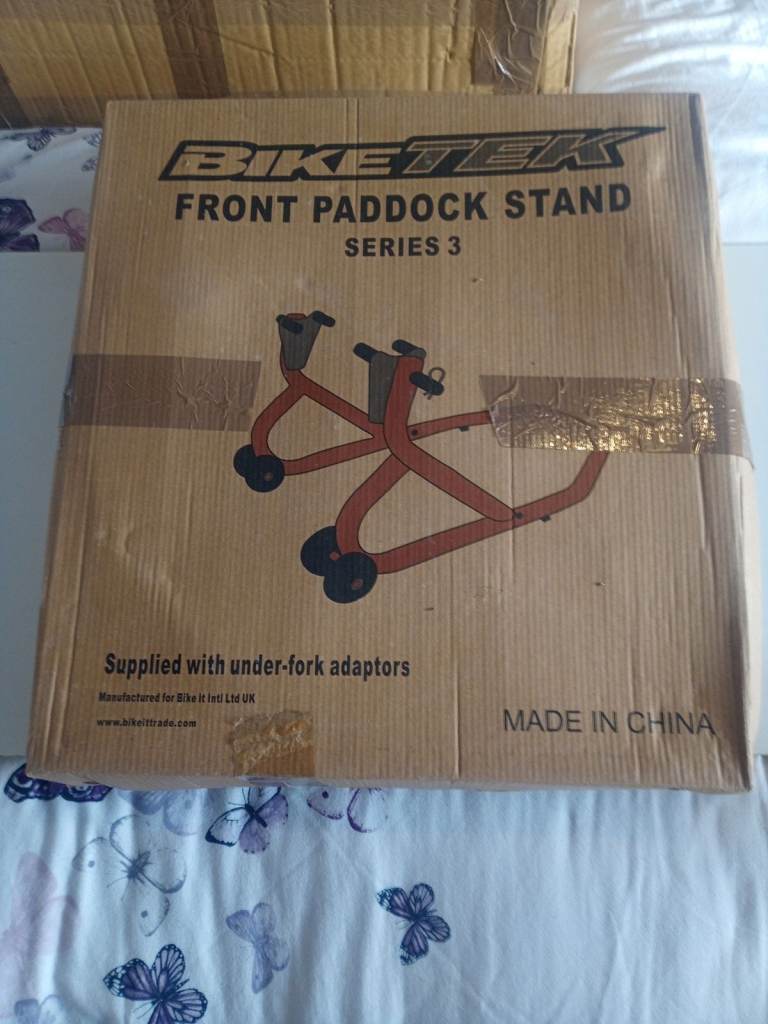 BIKETEK
FRONT PADDOCK STAND
SERIES 3
Supplied with under-fork adaptors
Manufactured for Bike It Intl Ltd UK
www.bikeittrade.com
MADE IN CHINA